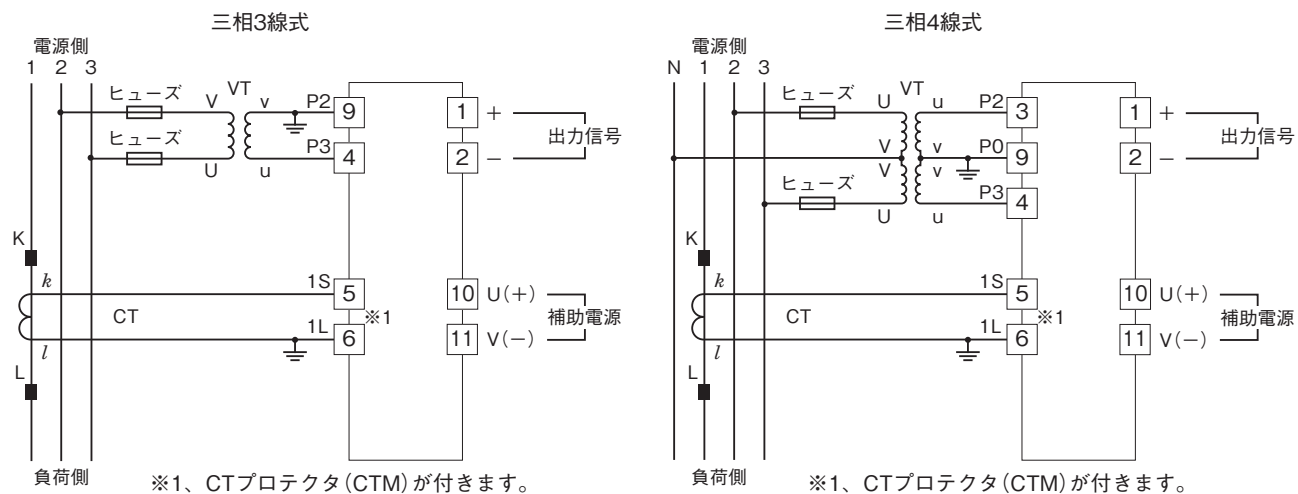 三相3線式
電源側
1 2 3
ヒューズ
V VT v P2
9
1 +
出力信号
ヒューズ
U u P3
4
2 −
K
k
1S
5
10 U(+)
※1
補助電源
CT
l
1L
6
11 V(−)
L
負荷側
※1、CTプロテクタ(CTM)が付きます。
三相4線式
電源側
N 1 2 3
ヒューズ
U VT u P2
3
1 +
出力信号
V v P0
9
2 −
V v
ヒューズ
U u P3
4
K
k
1S
5
10 U(+)
※1
補助電源
CT
l
1L
6
11 V(−)
L
負荷側
※1、CTプロテクタ(CTM)が付きます。